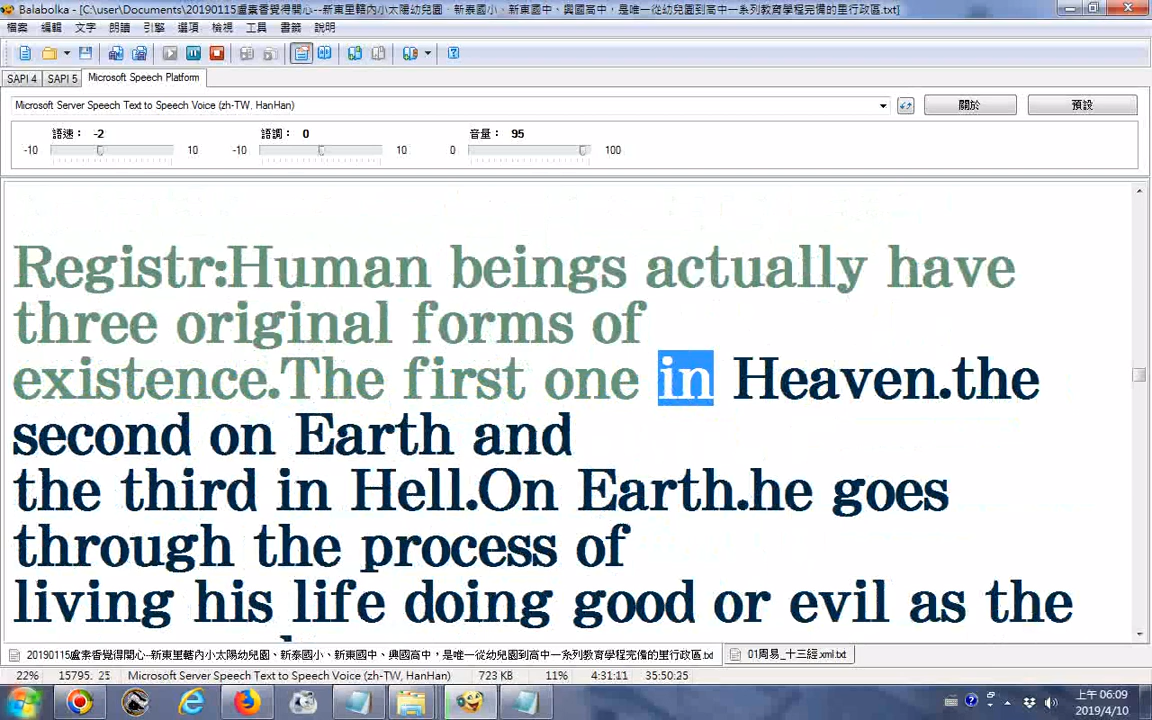 Balabolka - [C:\user\Documents\20190115盧素香覺得開心--新東里轄內小太陽幼兒園、新泰國小、新東國中、興國高中，是唯一從幼兒園到高中一系列教育學程完備的里行政區.txt]
檔案 編輯 文字 朗讀 引擎 選項 檢視 工具 書籤 說明
SAPI 4 SAPI 5 Microsoft Speech Platform
Microsoft Server Speech Text to Speech Voice (zh-TW, HanHan) 關於 預設
語速： -2 語調： 0 音量： 95
-10 10 -10 10 0 100
Registr:Human beings actually have
three original forms of
existence.The first one in Heaven.the
second on Earth and
the third in Hell.On Earth.he goes
through the process of
living his life doing good or evil as the
20190115盧素香覺得開心--新東里轄內小太陽幼兒園、新泰國小、新東國中、興國高中，是唯一從幼兒園到高中一系列教育學程完備的里行政區.txt 01周易_十三經.xml.txt
22% 15795. 25 Microsoft Server Speech Text to Speech Voice (zh-TW, HanHan) 723 KB 11% 4:31:11 35:50:25
上午 06:09
2019/4/10